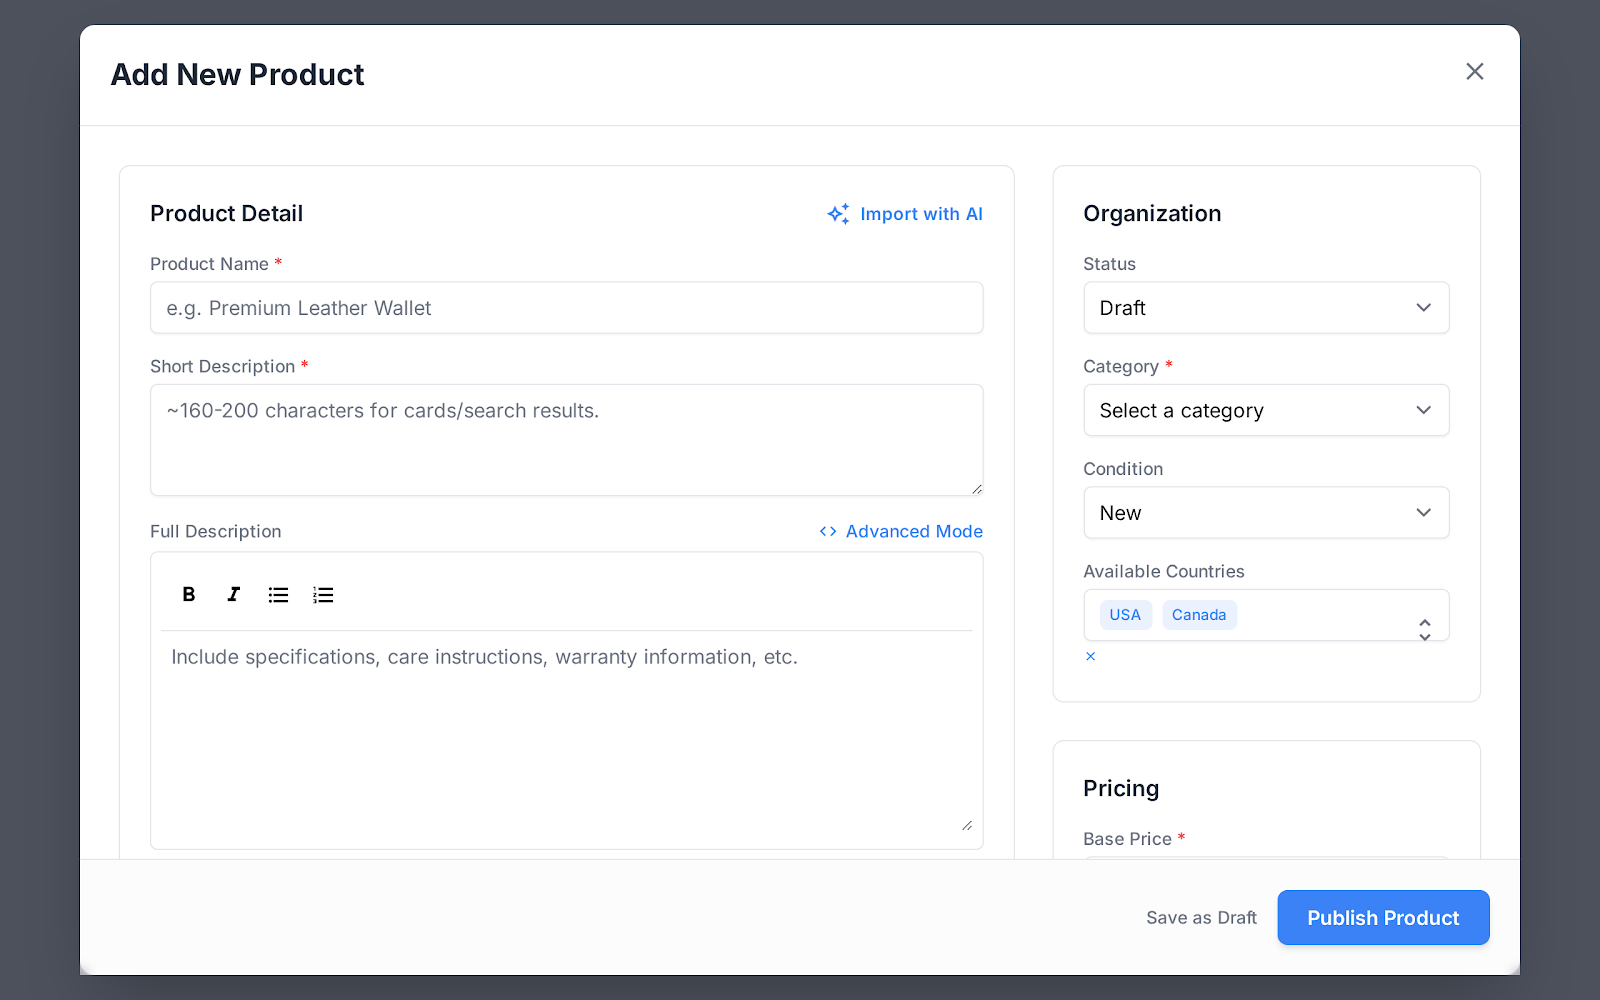 Add New Product
Product Detail
Import with AI
Product Name *
e.g. Premium Leather Wallet
Short Description *
~160-200 characters for cards/search results.
Full Description
Advanced Mode
B I
Include specifications, care instructions, warranty information, etc.
Organization
Status
Draft
Category *
Select a category
Condition
New
Available Countries
USA Canada
Pricing
Base Price *
Save as Draft
Publish Product